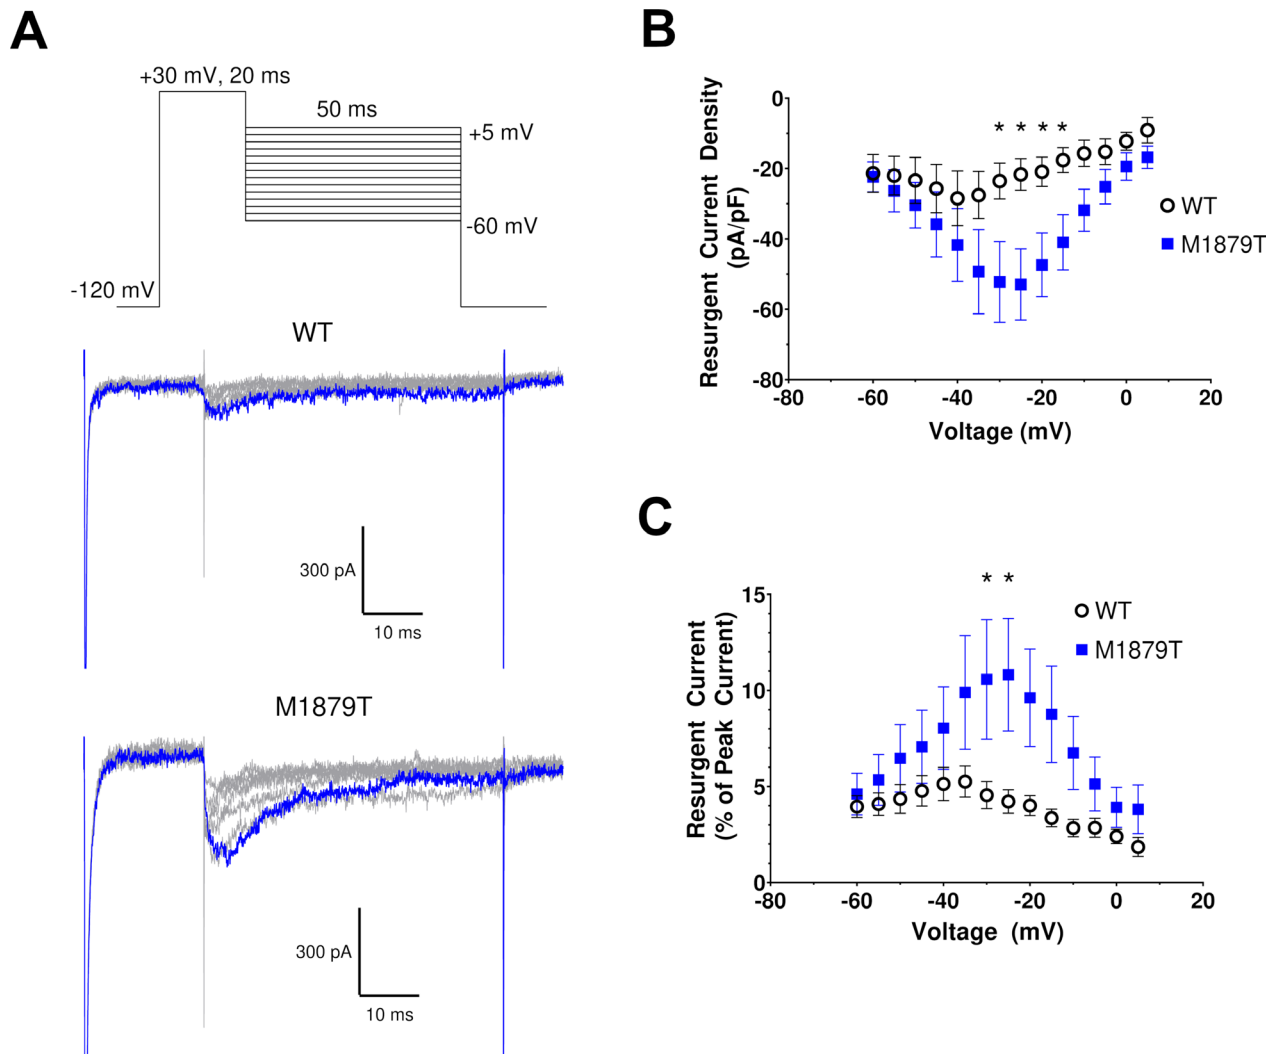 A
+30 mV, 20 ms
50 ms
+5 mV
-60 mV
-120 mV
WT
300 pA
10 ms
M1879T
300 pA
10 ms
B
Resurgent Current Density
(pA/pF)
0
-20
-40
-60
-80
* * * *
WT
M1879T
-80 -60 -40 -20 0 20
Voltage (mV)
C
Resurgent Current
(% of Peak Current)
15
10
5
0
* *
WT
M1879T
-80 -60 -40 -20 0 20
Voltage (mV)